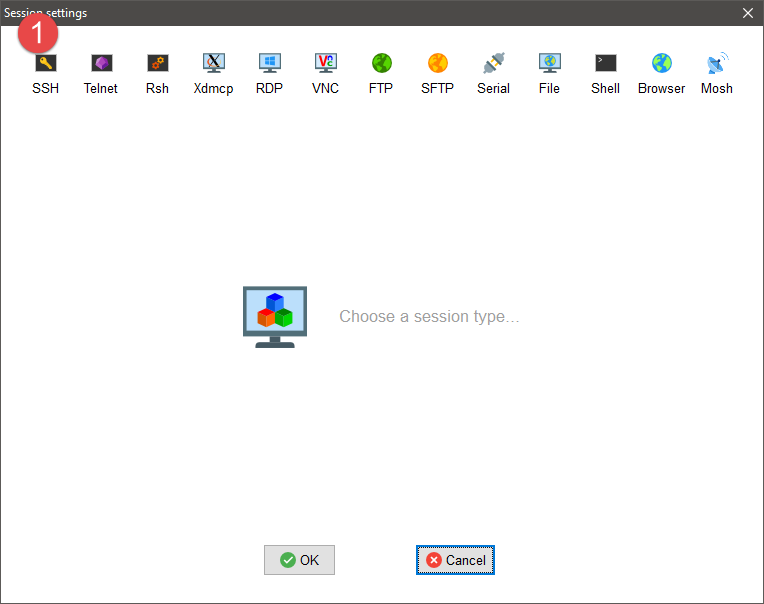 Session settings
1
SSH Telnet Rsh Xdmcp RDP VNC FTP SFTP Serial File Shell Browser Mosh
Choose a session type...
OK Cancel